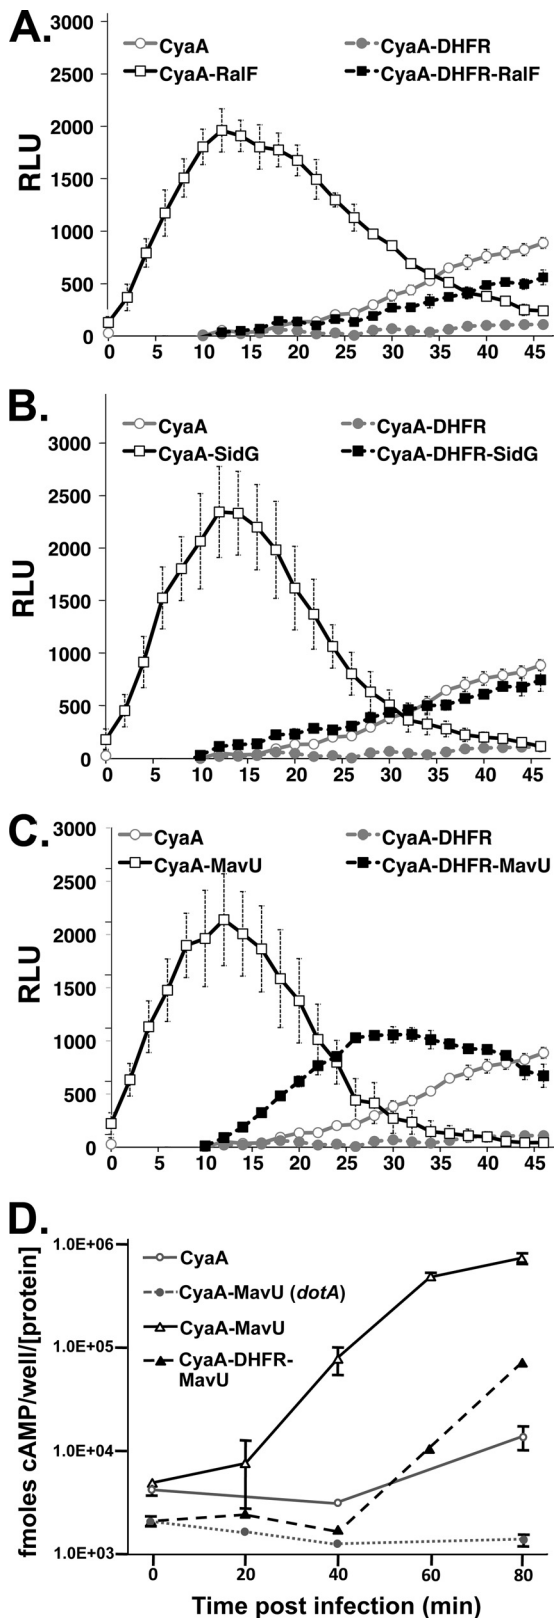 A.
3000
2500
2000
1500
1000
500
0
RLU
CyaA
CyaA-DHFR
CyaA-RalF
CyaA-DHFR-RalF
0 5 10 15 20 25 30 35 40 45
B.
3000
2500
2000
1500
1000
500
0
RLU
CyaA
CyaA-DHFR
CyaA-SidG
CyaA-DHFR-SidG
0 5 10 15 20 25 30 35 40 45
C.
3000
2500
2000
1500
1000
500
0
RLU
CyaA
CyaA-DHFR
CyaA-MavU
CyaA-DHFR-MavU
0 5 10 15 20 25 30 35 40 45
D.
1.0E+06
1.0E+05
1.0E+04
1.0E+03
fmoles cAMP/well/[protein]
CyaA
CyaA-MavU (dotA)
CyaA-MavU
CyaA-DHFR-
MavU
0 20 40 60 80
Time post infection (min)